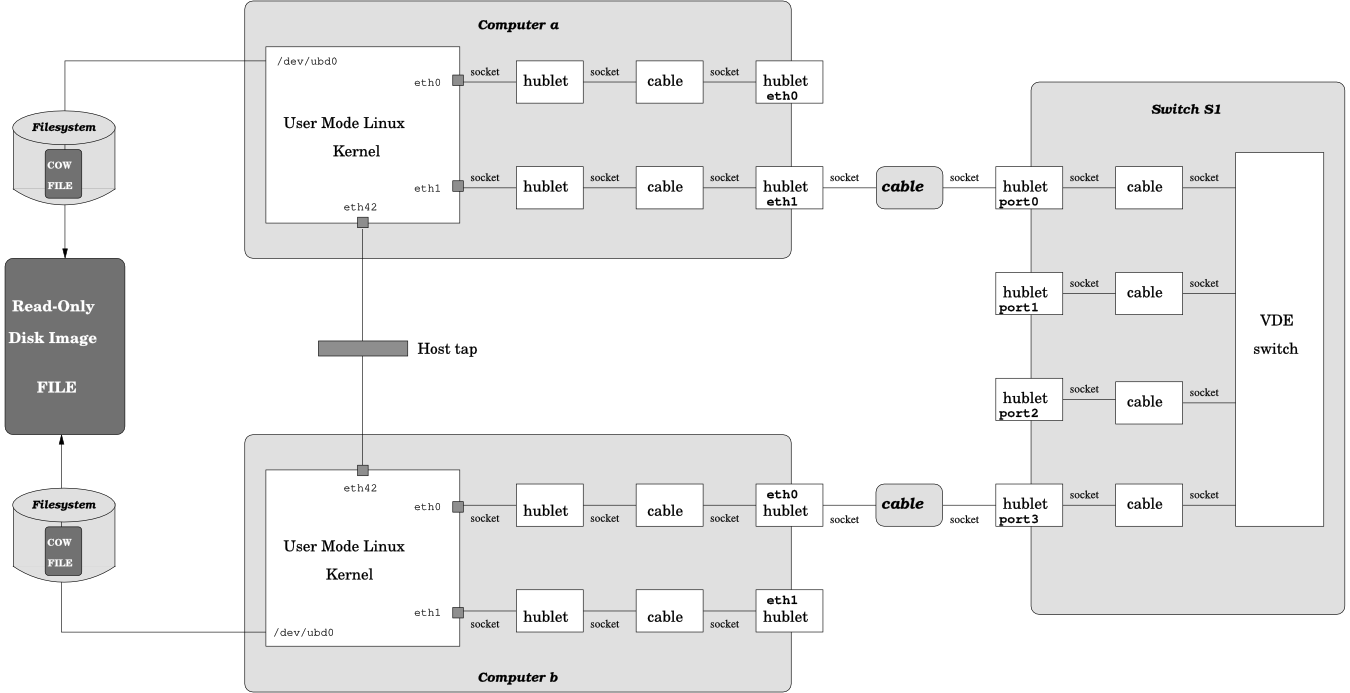 Computer a
/dev/ubd0
eth0
socket
hublet
socket
cable
socket
hublet
eth0
User Mode Linux
Kernel
eth1
socket
hublet
socket
cable
socket
hublet
eth1
socket
cable
socket
eth42
Filesystem
COW
FILE
Read-Only
Disk Image
FILE
Host tap
Switch S1
hublet
port0
socket
cable
socket
hublet
port1
socket
cable
socket
hublet
port2
socket
cable
socket
hublet
port3
socket
cable
socket
VDE
switch
Filesystem
COW
FILE
eth42
eth0
socket
hublet
socket
cable
socket
eth0
hublet
socket
cable
socket
User Mode Linux
Kernel
eth1
socket
hublet
socket
cable
socket
eth1
hublet
/dev/ubd0
Computer b